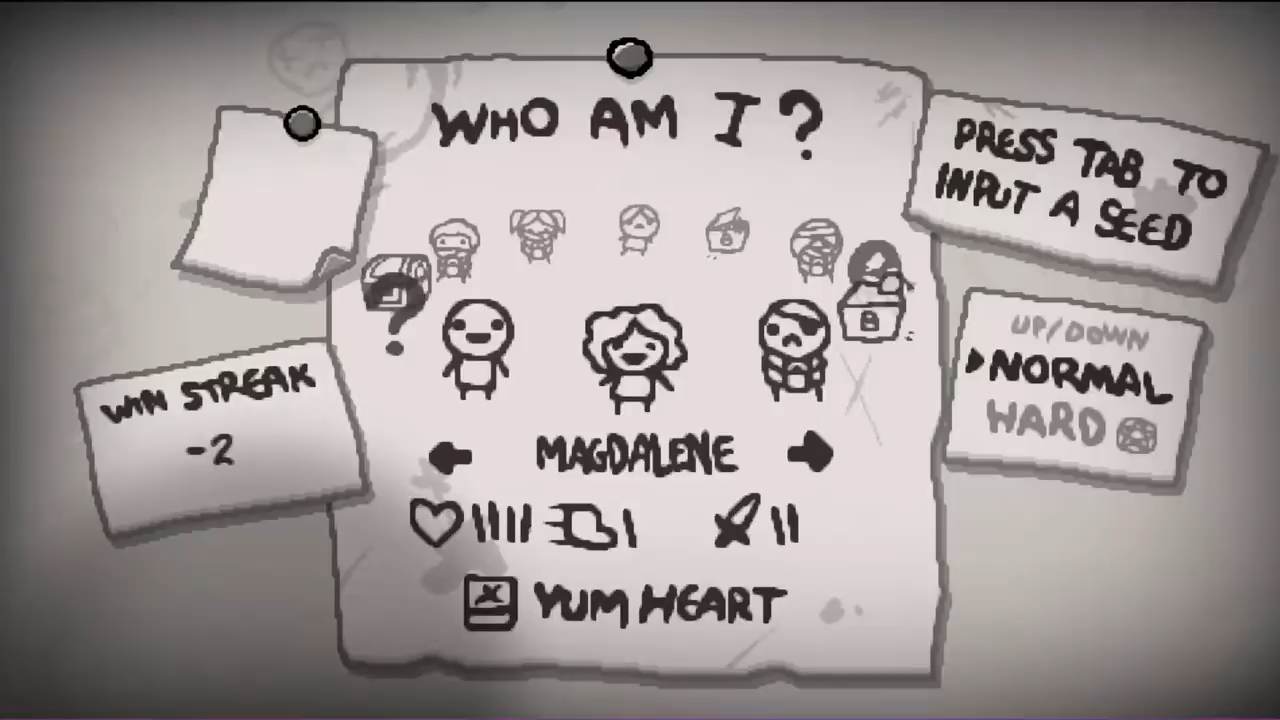 WHO AM I?
PRESS TAB TO
INPUT A SEED
UP/DOWN
NORMAL
HARD
WIN STREAK
-2
?
MAGDALENE
YUM HEART